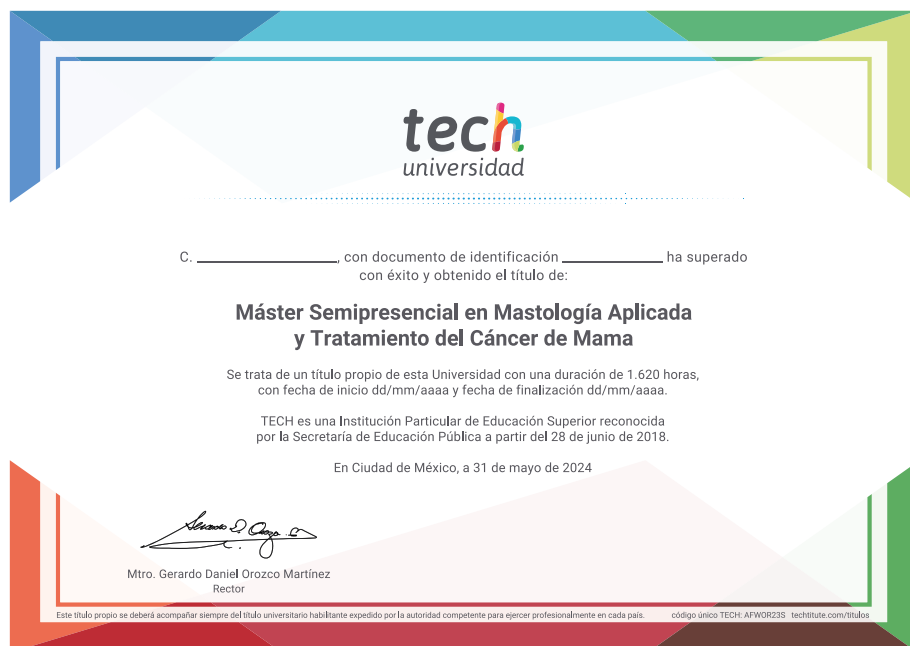 tech
universidad
C. ____________, con documento de identificación ____________ ha superado
con éxito y obtenido el título de:
Máster Semipresencial en Mastología Aplicada
y Tratamiento del Cáncer de Mama
Se trata de un título propio de esta Universidad con una duración de 1.620 horas,
con fecha de inicio dd/mm/aaaa y fecha de finalización dd/mm/aaaa.
TECH es una Institución Particular de Educación Superior reconocida
por la Secretaría de Educación Pública a partir del 28 de junio de 2018.
En Ciudad de México, a 31 de mayo de 2024
Mtro. Gerardo Daniel Orozco Martínez
Rector
Este título propio se deberá acompañar siempre del título universitario habilitante expedido por la autoridad competente para ejercer profesionalmente en cada país. código único TECH: AFWOR23S techtitute.com/titulos